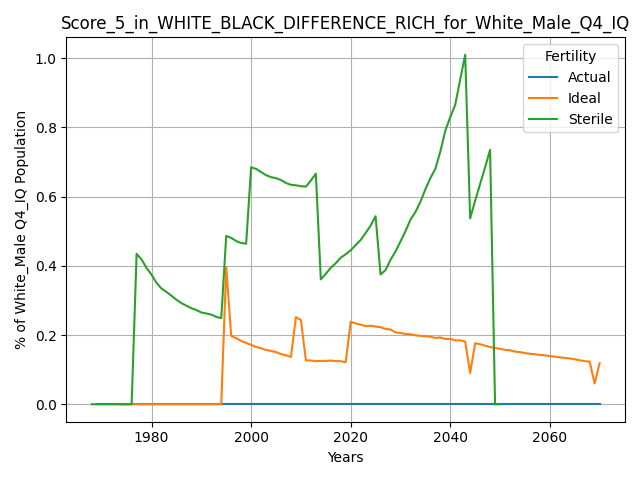 Score_5_in_WHITE_BLACK_DIFFERENCE_RICH_for_White_Male_Q4_IQ
Fertility
Actual
Ideal
Sterile
% of White_Male Q4_IQ Population
1.0
0.8
0.6
0.4
0.2
0.0
1980
2000
2020
2040
2060
Years